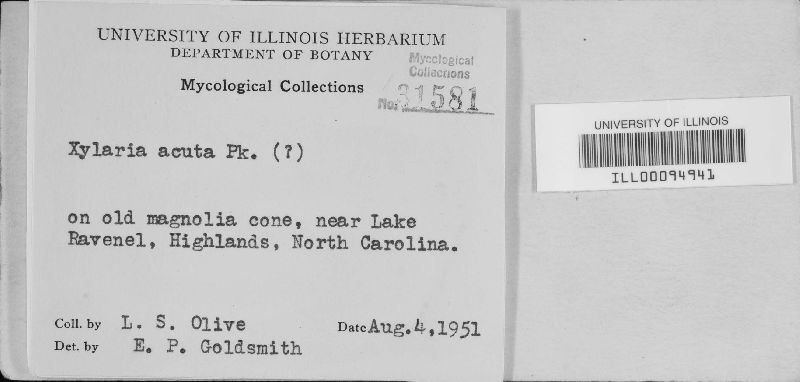 UNIVERSITY OF ILLINOIS HERBARIUM
DEPARTMENT OF BOTANY
Mycological Collections
Mycological
Collections
No. 31581
Xylaria acuta Pk. (?)
on old magnolia cone, near Lake
Ravenel, Highlands, North Carolina.
Coll. by L. S. Olive Date Aug.4,1951
Det. by E. P. Goldsmith
UNIVERSITY OF ILLINOIS
ILL00094941